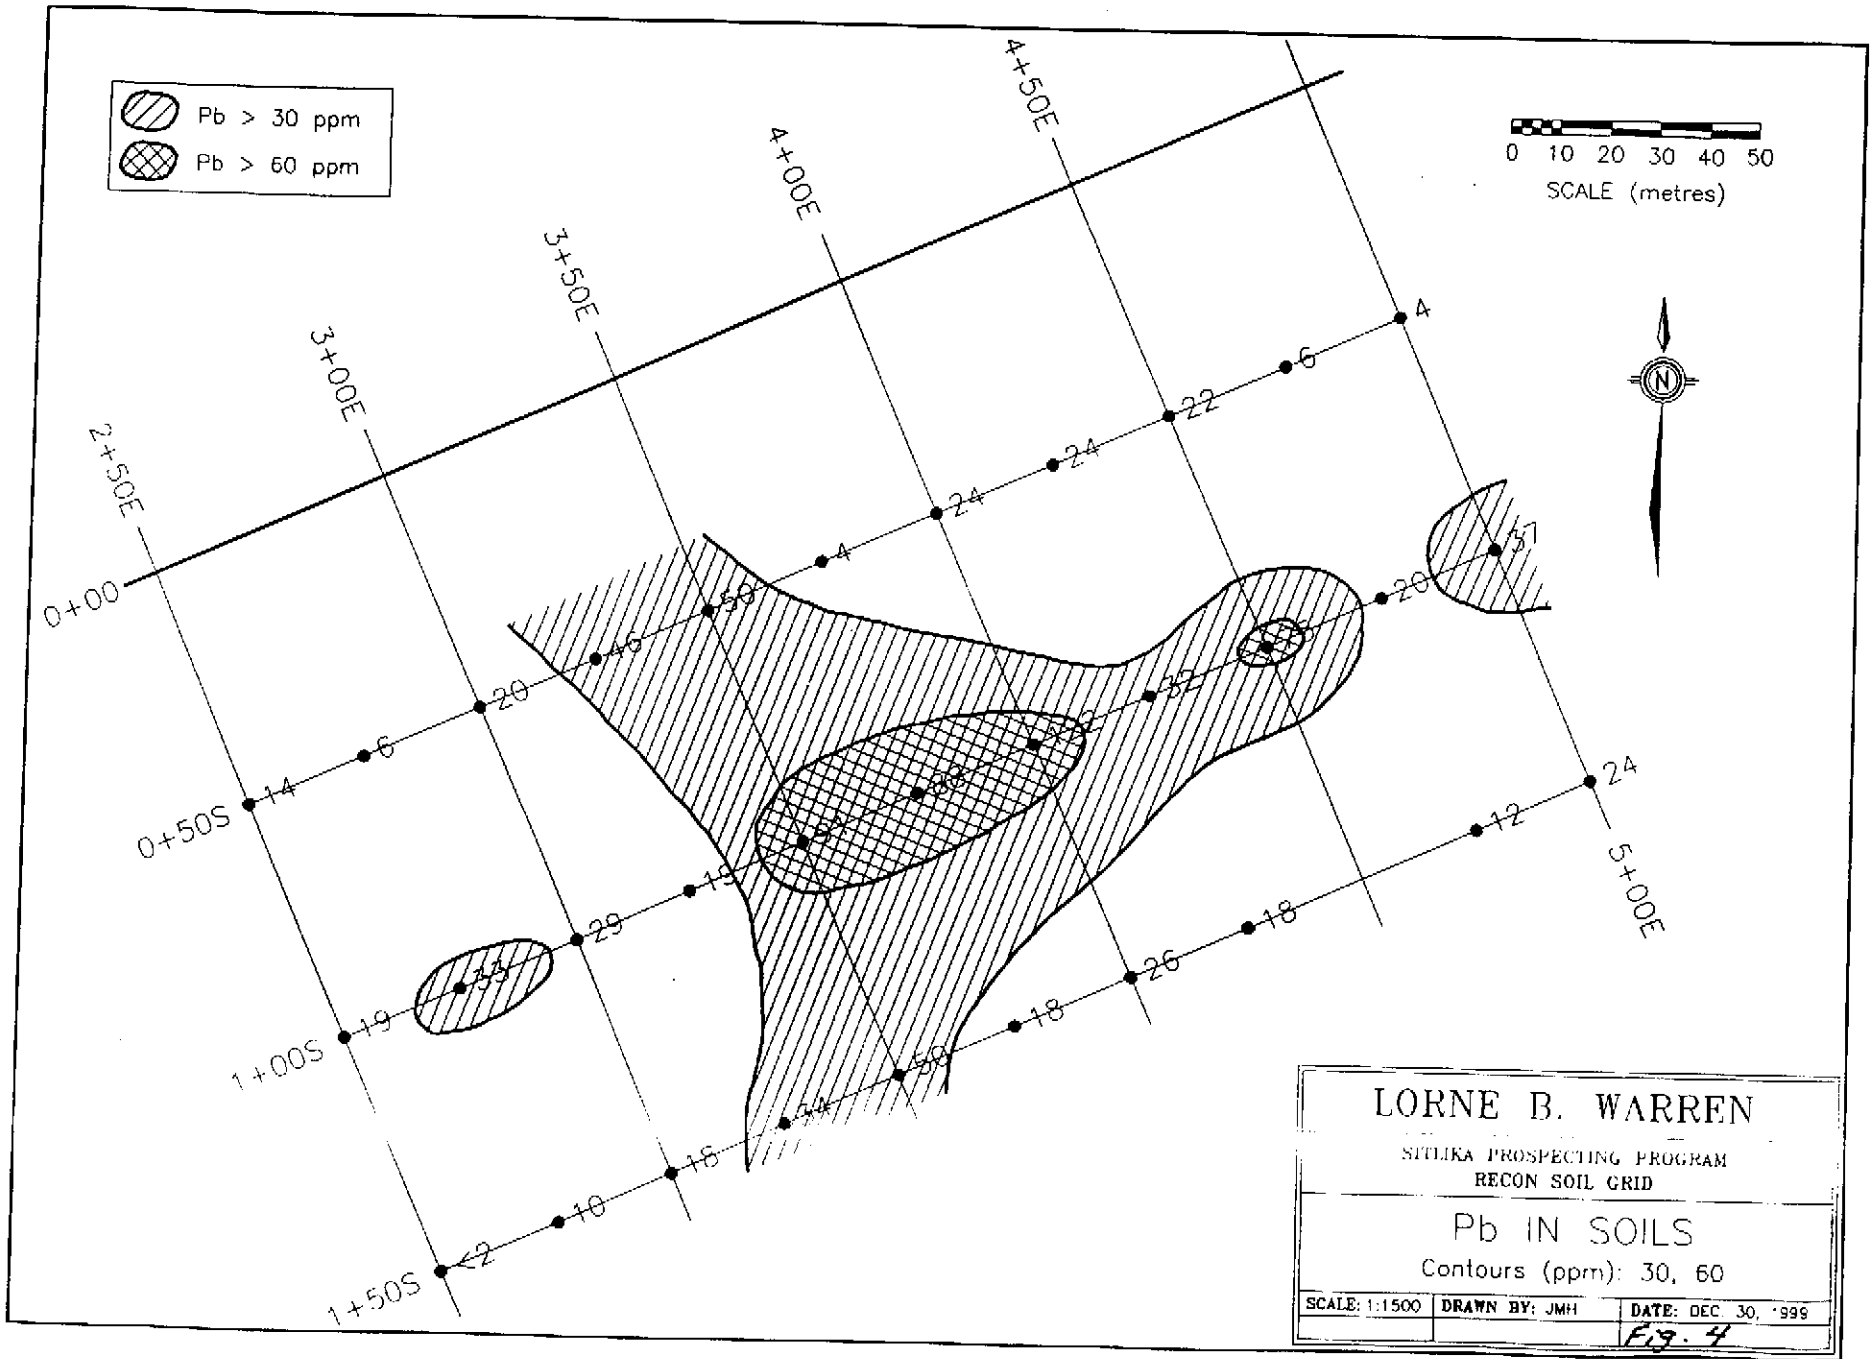 Pb > 30 ppm
Pb > 60 ppm
0 10 20 30 40 50
SCALE (metres)
N
2+50E
3+00E
3+50E
4+00E
4+50E
5+00E
0+00
0+50S
14 6 20 46 50 4 24 24 22 6 4
1+00S
19 33 29 19 32 20 37
1+50S
<2 10 18 34 50 18 26 18 12 24
LORNE B. WARREN
SITLIKA PROSPECTING PROGRAM
RECON SOIL GRID
Pb IN SOILS
Contours (ppm): 30, 60
SCALE: 1:1500 DRAWN BY: JMH DATE: DEC. 30, 1999
Fig. 4